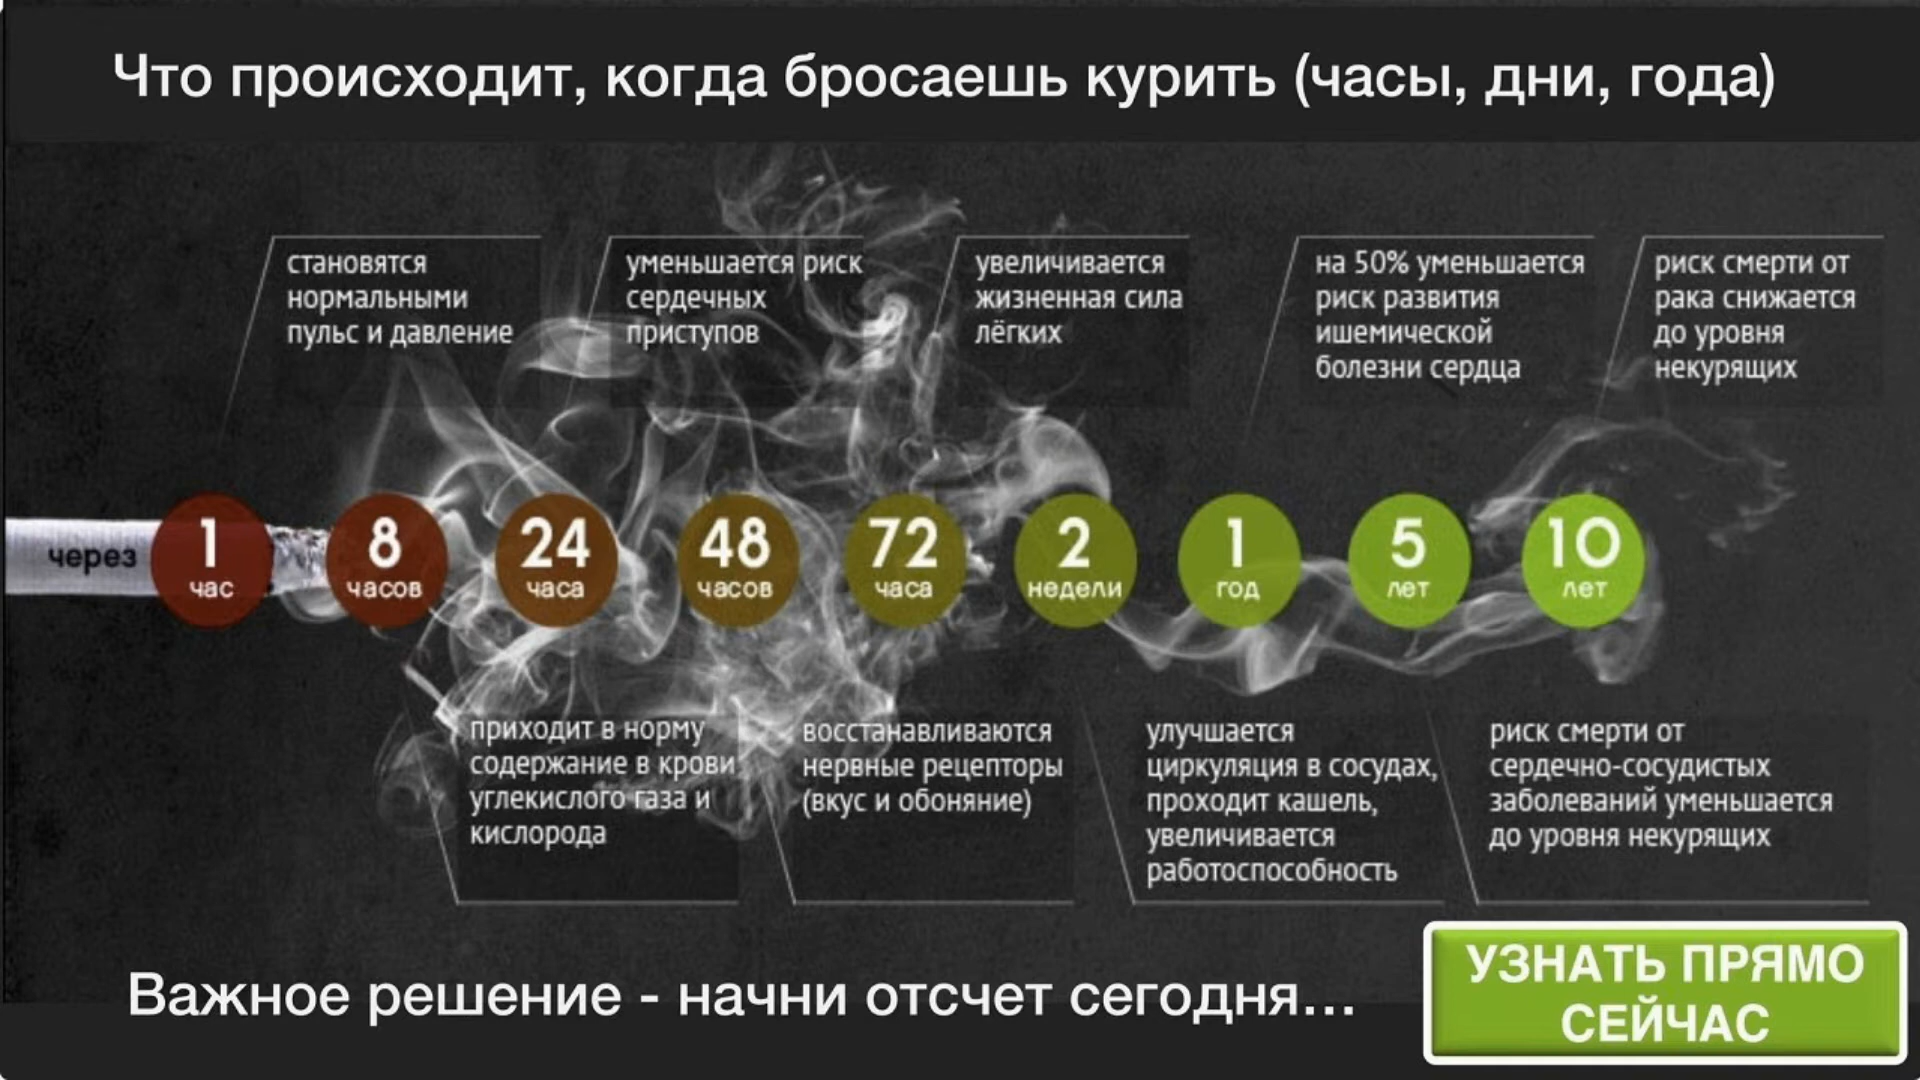 Что происходит, когда бросаешь курить (часы, дни, года)
становятся
нормальными
пульс и давление
уменьшается риск
сердечных
приступов
увеличивается
жизненная сила
лёгких
на 50% уменьшается
риск развития
ишемической
болезни сердца
риск смерти от
рака снижается
до уровня
некурящих
через
1
час
8
часов
24
часа
48
часов
72
часа
2
недели
1
год
5
лет
10
лет
приходит в норму
содержание в крови
углекислого газа и
кислорода
восстанавливаются
нервные рецепторы
(вкус и обоняние)
улучшается
циркуляция в сосудах,
проходит кашель,
увеличивается
работоспособность
риск смерти от
сердечно-сосудистых
заболеваний уменьшается
до уровня некурящих
Важное решение - начни отсчет сегодня...
УЗНАТЬ ПРЯМО
СЕЙЧАС